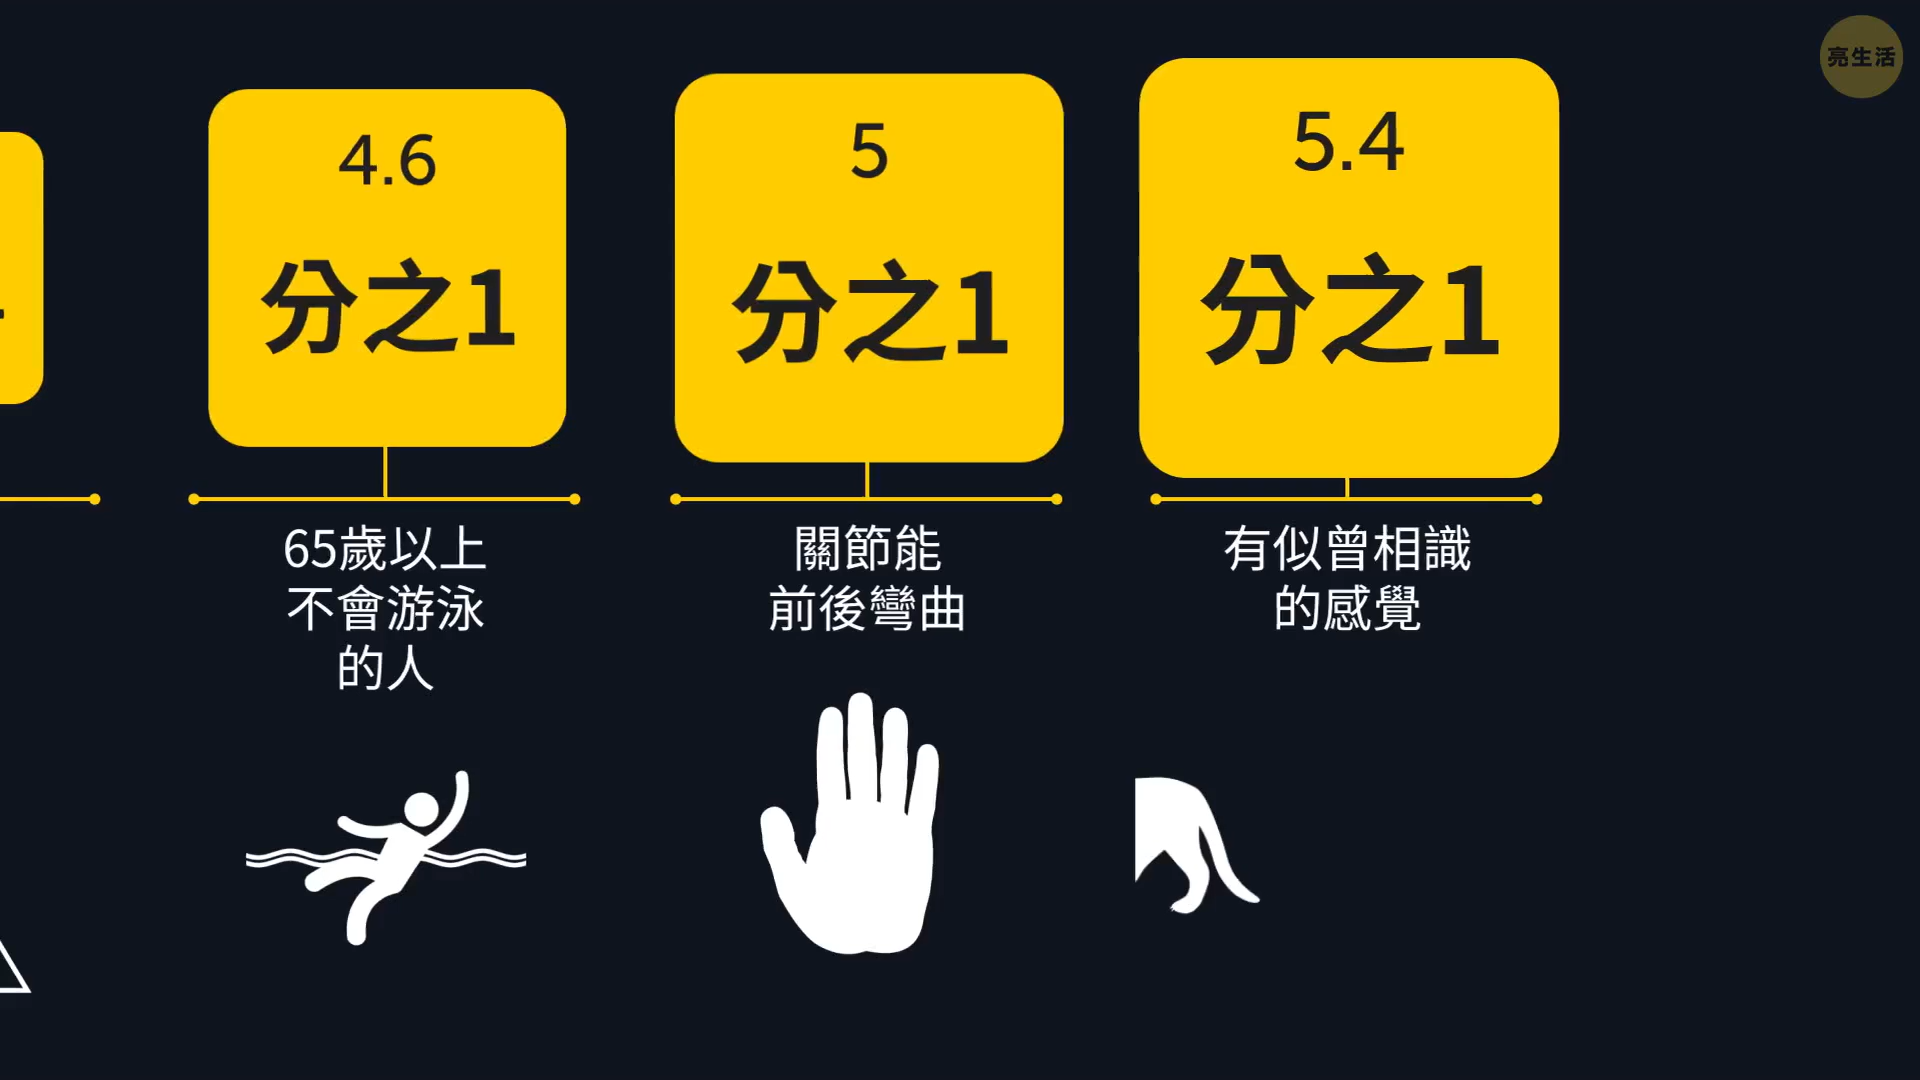 亮生活
4.6
分之1
65歲以上
不會游泳
的人
5
分之1
關節能
前後彎曲
5.4
分之1
有似曾相識
的感覺